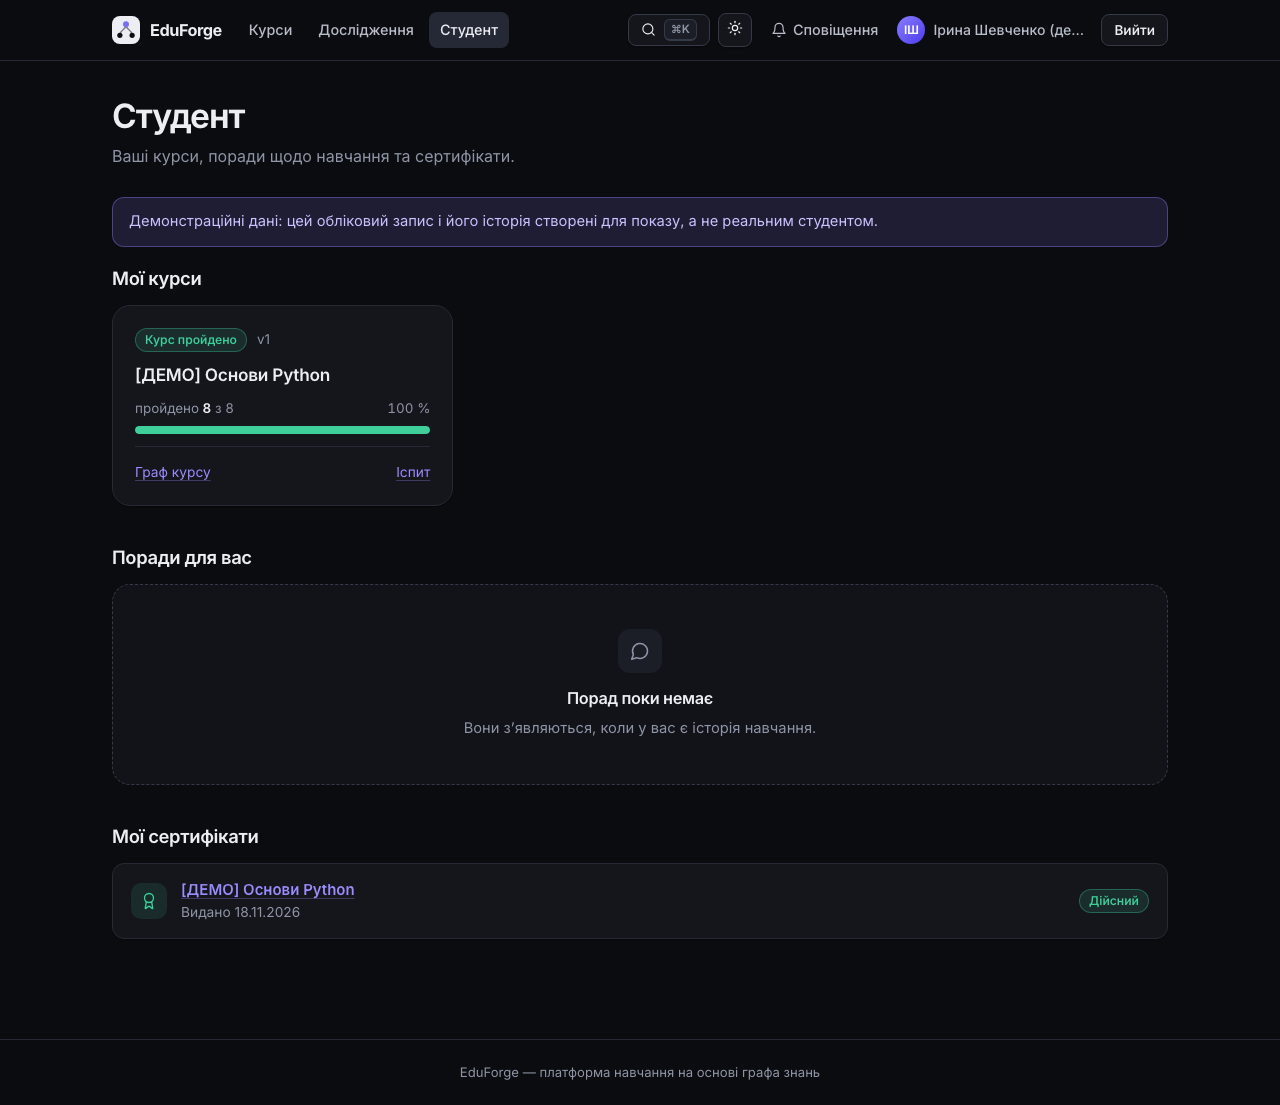 EduForge Курси Дослідження Студент ⌘K Сповіщення ІШ Ірина Шевченко (де... Вийти
Студент
Ваші курси, поради щодо навчання та сертифікати.
Демонстраційні дані: цей обліковий запис і його історія створені для показу, а не реальним студентом.
Мої курси
Курс пройдено v1
[ДЕМО] Основи Python
пройдено 8 з 8 100 %
Граф курсу Іспит
Поради для вас
Порад поки немає
Вони з’являються, коли у вас є історія навчання.
Мої сертифікати
[ДЕМО] Основи Python
Видано 18.11.2026
Дійсний
EduForge — платформа навчання на основі графа знань